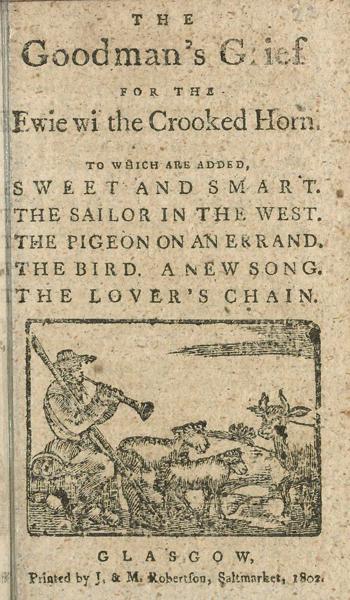 THE
Goodman's Grief
FOR THE
Ewie wi the Crooked Horn.
TO WHICH ARE ADDED,
SWEET AND SMART.
THE SAILOR IN THE WEST.
THE PIGEON ON AN ERRAND.
THE BIRD. A NEW SONG.
THE LOVER'S CHAIN.
GLASGOW,
Printed by J. & M. Robertſon, Saltmarket, 1802.